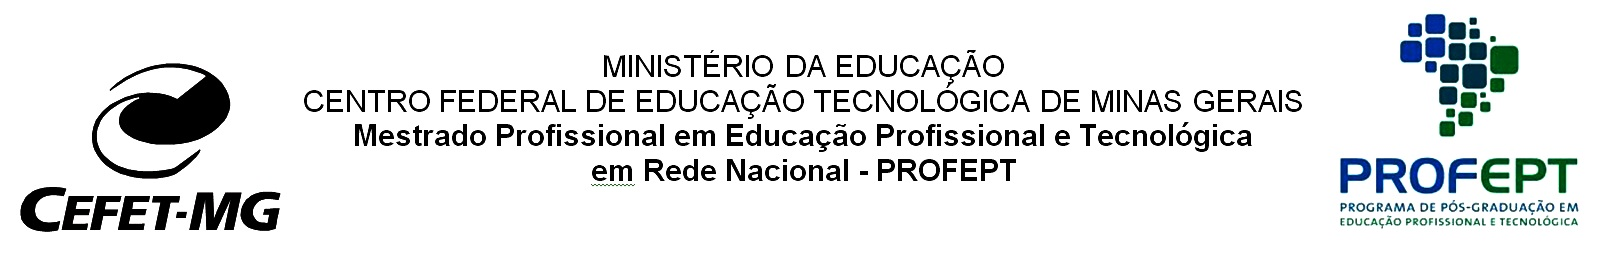 MINISTÉRIO DA EDUCAÇÃO
CENTRO FEDERAL DE EDUCAÇÃO TECNOLÓGICA DE MINAS GERAIS
Mestrado Profissional em Educação Profissional e Tecnológica
em Rede Nacional - PROFEPT
CEFET-MG
PROFEPT
PROGRAMA DE PÓS-GRADUAÇÃO EM
EDUCAÇÃO PROFISSIONAL E TECNOLÓGICA